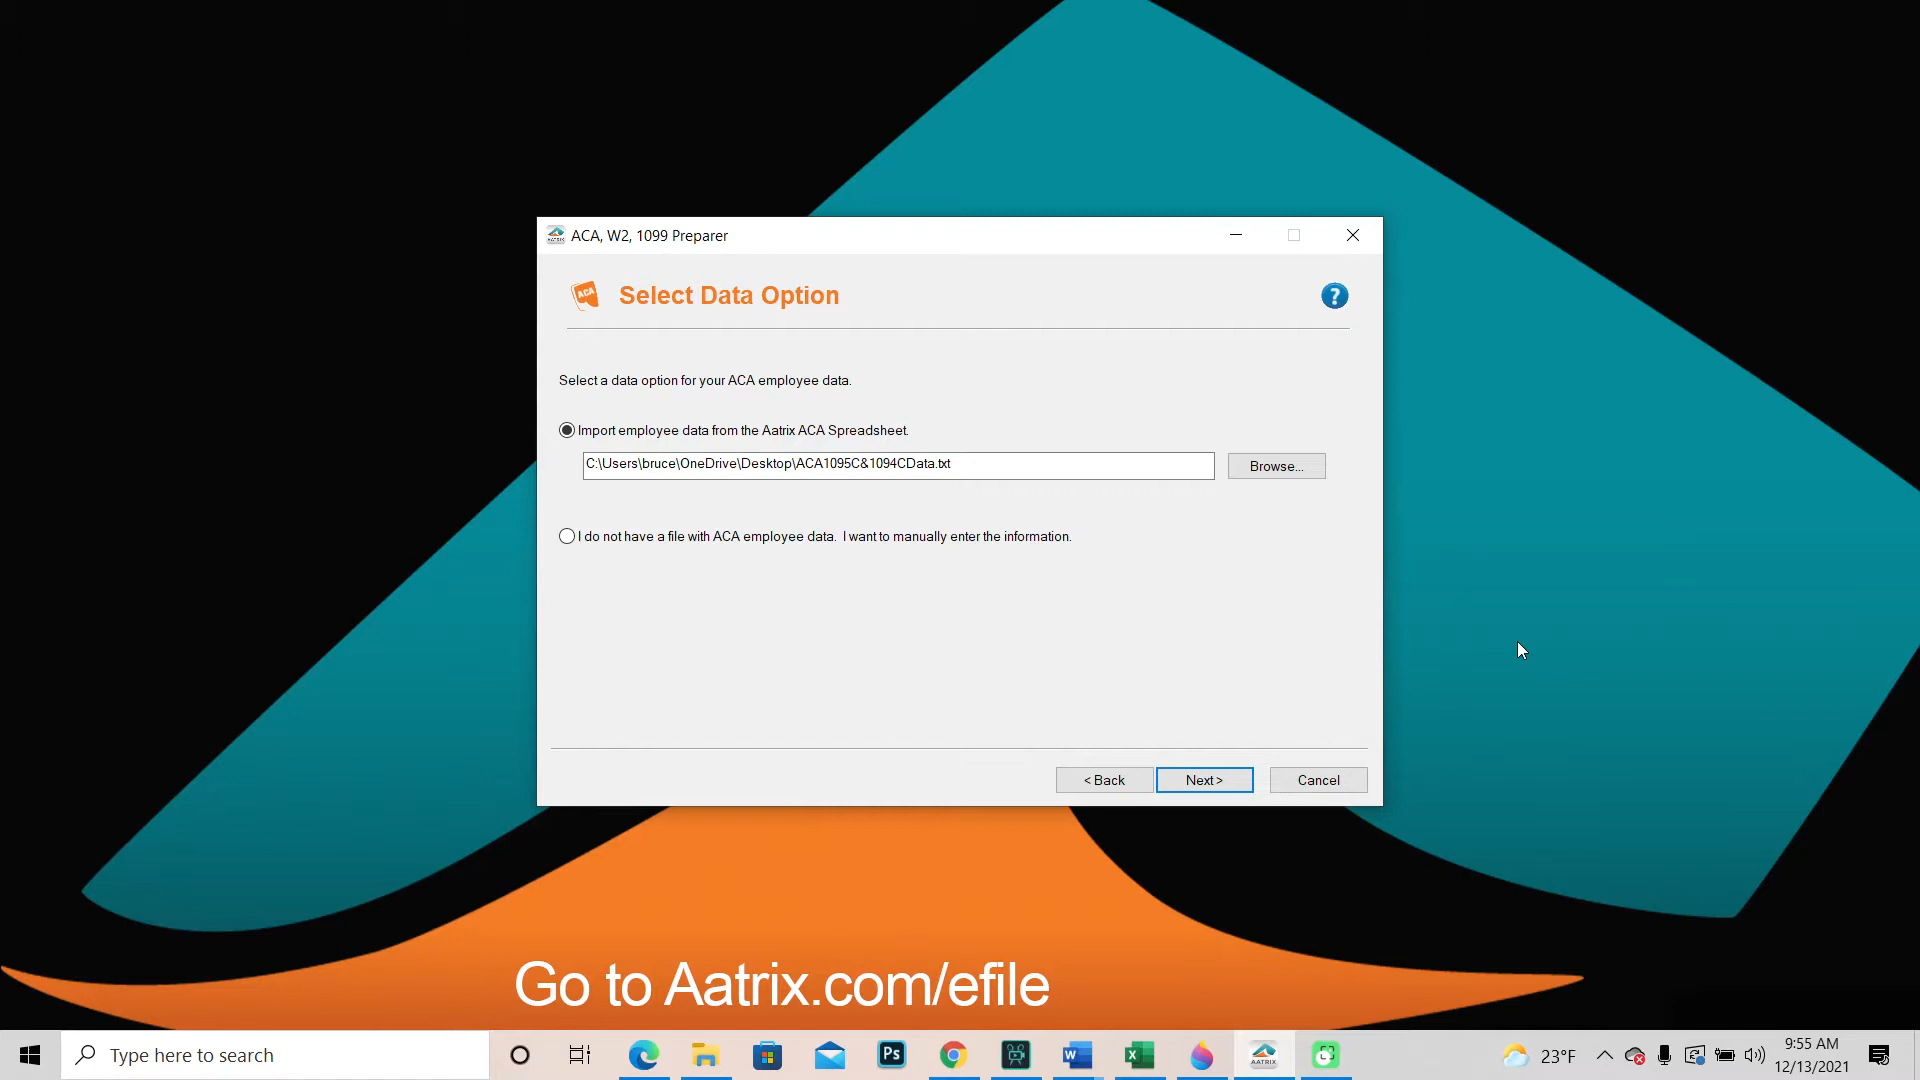 ACA, W2, 1099 Preparer
ACA
Select Data Option
?
Select a data option for your ACA employee data.
Import employee data from the Aatrix ACA Spreadsheet.
C:\Users\bruce\OneDrive\Desktop\ACA1095C&1094CData.txt
Browse...
I do not have a file with ACA employee data. I want to manually enter the information.
< Back
Next >
Cancel
Go to Aatrix.com/efile
Type here to search
Ps
W
X
AATRIX
23°F
9:55 AM
12/13/2021